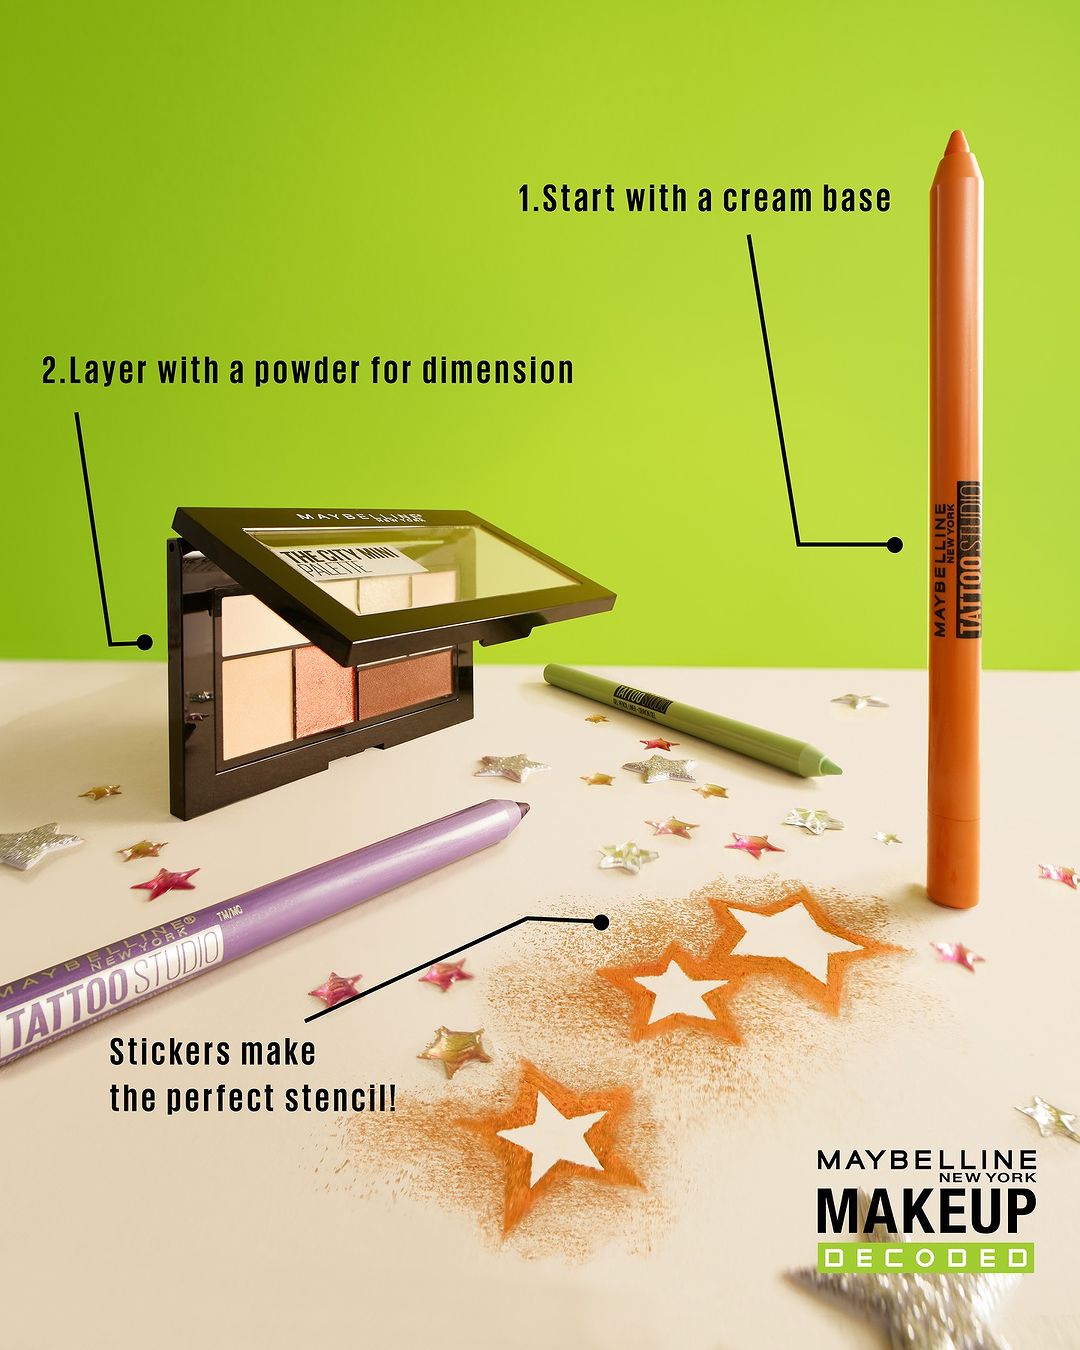 1.Start with a cream base
2.Layer with a powder for dimension
MAYBELLINE
NEW YORK
THE CITY MINI
PALETTE
MAYBELLINE
NEW YORK
TATTOO STUDIO
TATTOO STUDIO
MAYBELLINE®
NEW YORK
TM/MC
TATTOO STUDIO
Stickers make
the perfect stencil!
MAYBELLINE
NEW YORK
MAKEUP
DECODED